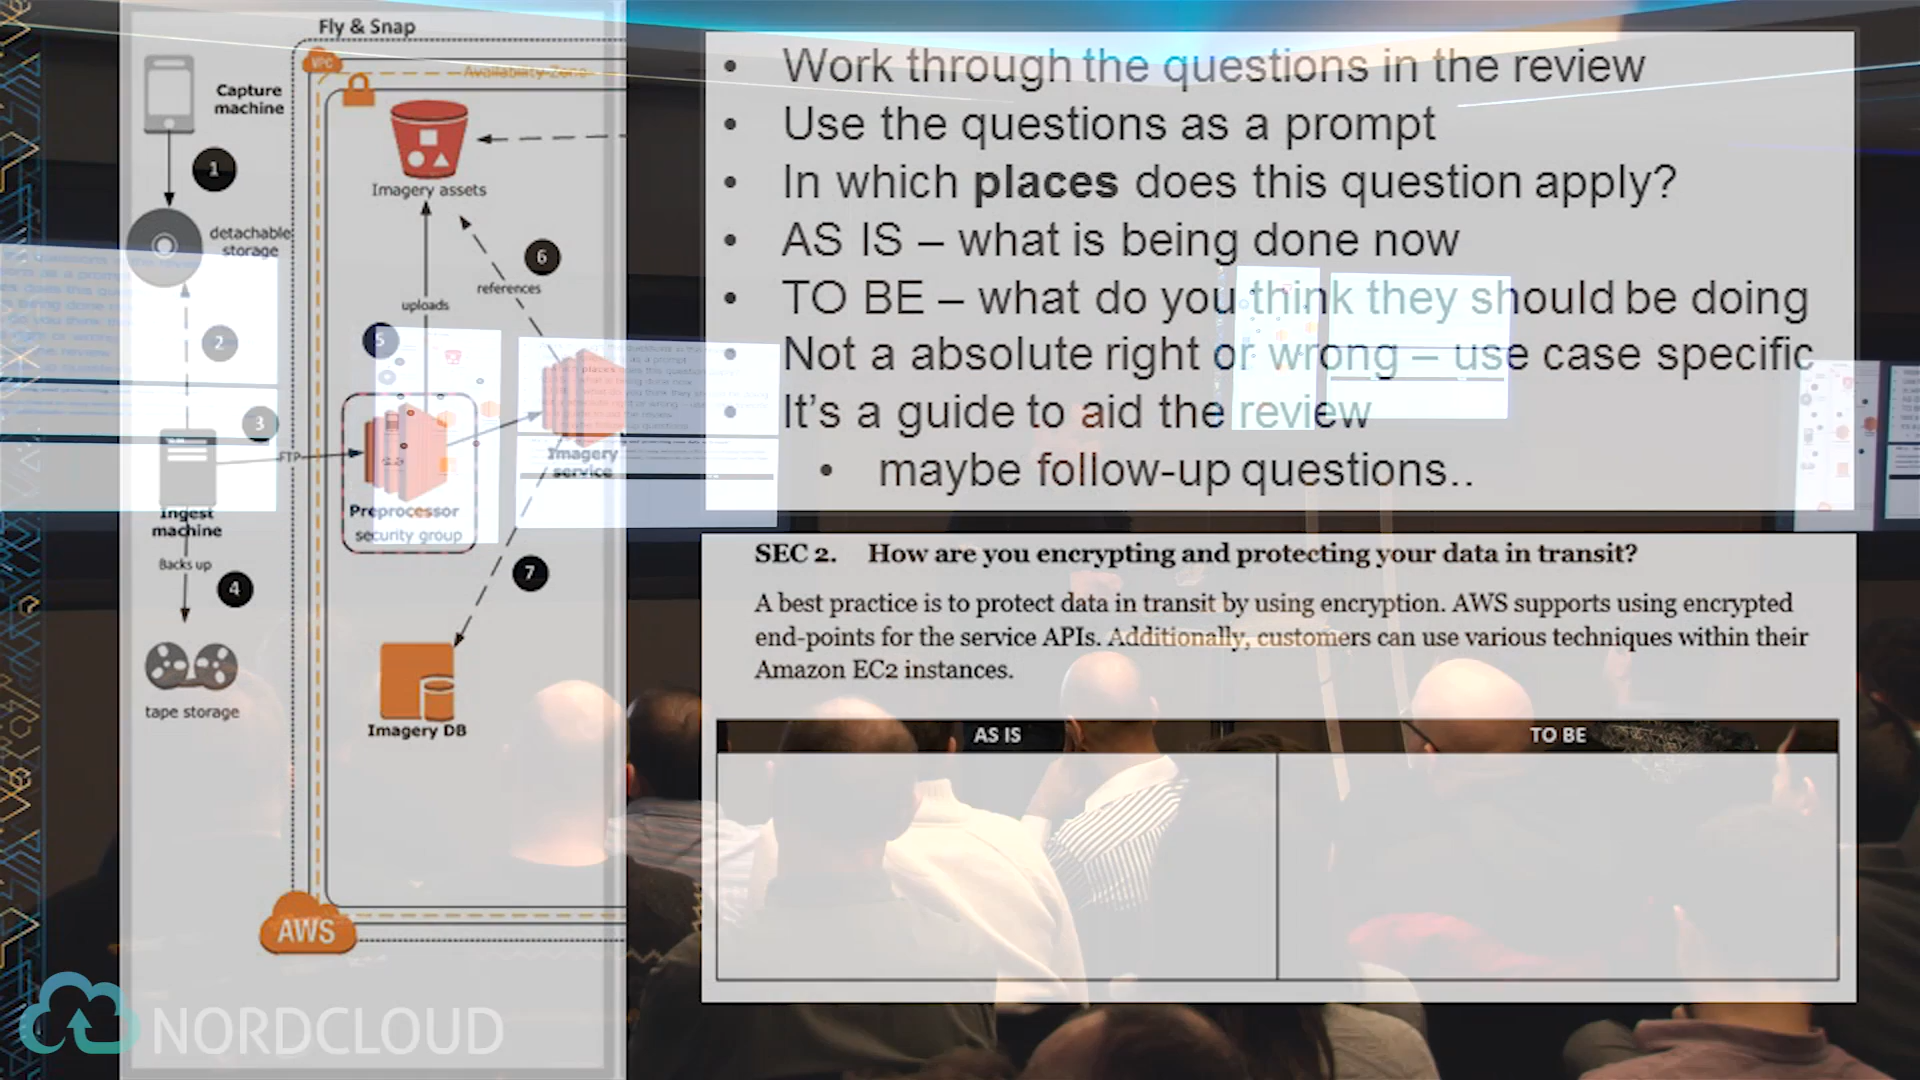 Fly & Snap
VPC
Availability Zone
Capture
machine
1
Imagery assets
detachable
storage
6
references
uploads
2
5
3
FTP
Imagery
service
Ingest
machine
Preprocessor
security group
Backs up
7
4
tape storage
Imagery DB
AWS
NORDCLOUD
• Work through the questions in the review
• Use the questions as a prompt
• In which places does this question apply?
• AS IS – what is being done now
• TO BE – what do you think they should be doing
• Not a absolute right or wrong – use case specific
• It's a guide to aid the review
• maybe follow-up questions..
SEC 2. How are you encrypting and protecting your data in transit?
A best practice is to protect data in transit by using encryption. AWS supports using encrypted
end-points for the service APIs. Additionally, customers can use various techniques within their
Amazon EC2 instances.
AS IS
TO BE